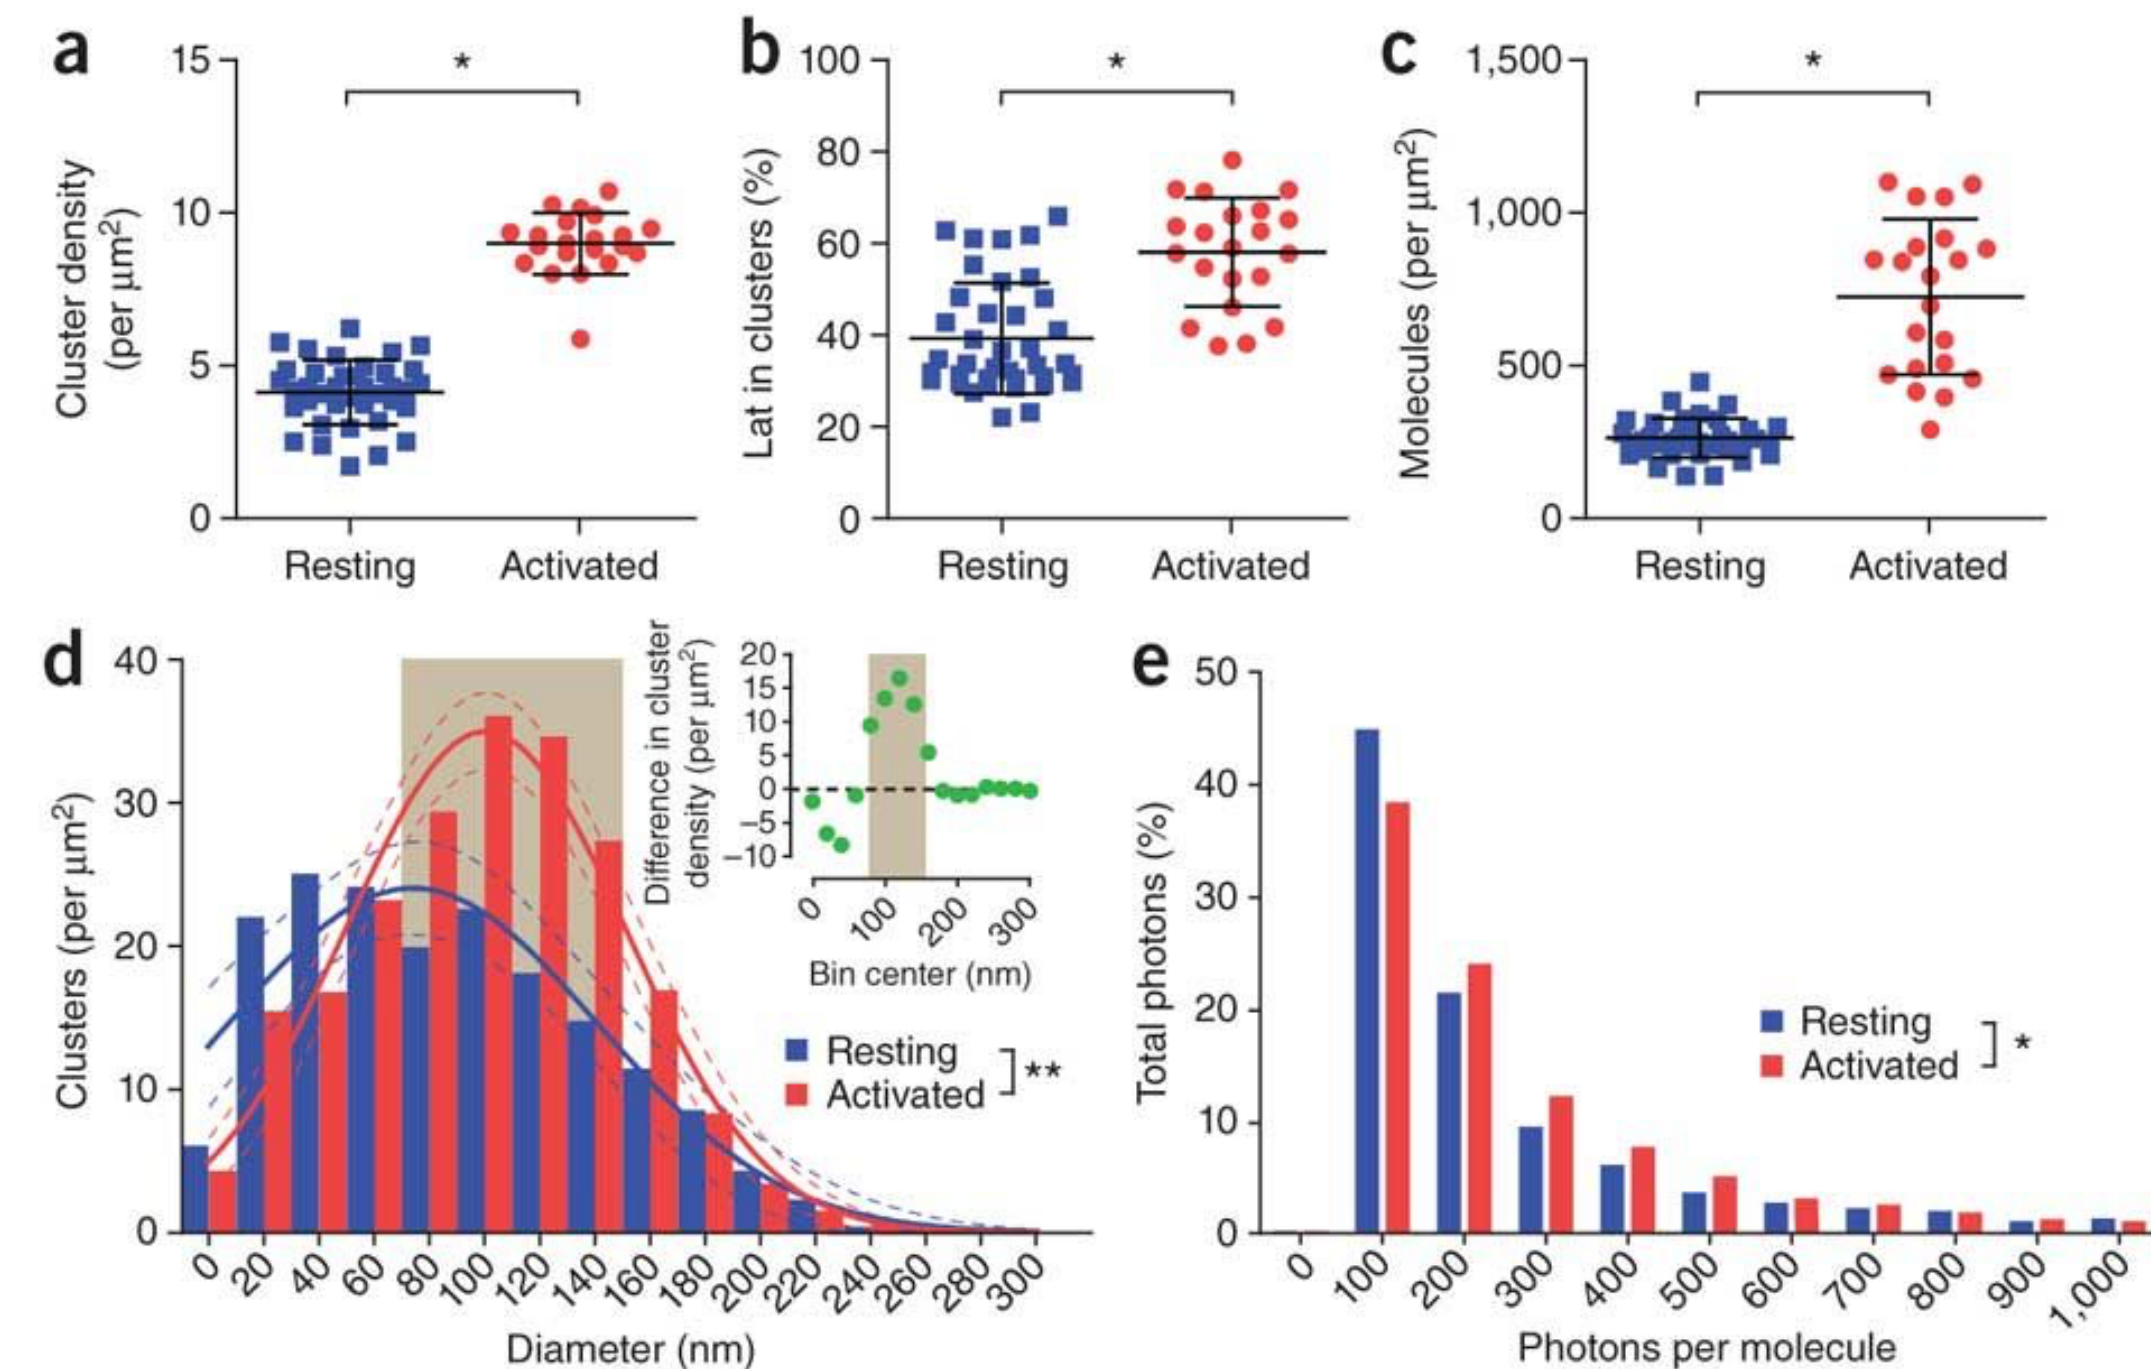 a
15
10
5
0
Cluster density
(per μm²)
*
Resting
Activated
b
100
80
60
40
20
0
Lat in clusters (%)
*
Resting
Activated
c
1,500
1,000
500
0
Molecules (per μm²)
*
Resting
Activated
d
40
30
20
10
0
Clusters (per μm²)
0
20
40
60
80
100
120
140
160
180
200
220
240
260
280
300
Diameter (nm)
Difference in cluster
density (per μm²)
20
15
10
5
0
−5
−10
0
100
200
300
Bin center (nm)
Resting
Activated
**
e
50
40
30
20
10
0
Total photons (%)
Resting
Activated
*
0
100
200
300
400
500
600
700
800
900
1,000
Photons per molecule